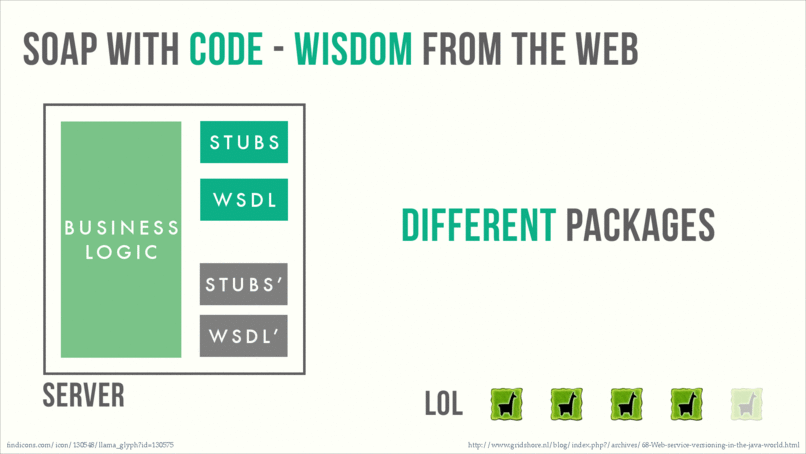 SOAP WITH CODE - WISDOM FROM THE WEB
STUBS
WSDL
BUSINESS
LOGIC
STUBS’
WSDL’
SERVER
DIFFERENT PACKAGES
LOL
findicons.com/icon/130548/llama_glyph?id=130575
http://www.gridshore.nl/blog/index.php?/archives/68-Web-service-versioning-in-the-java-world.html